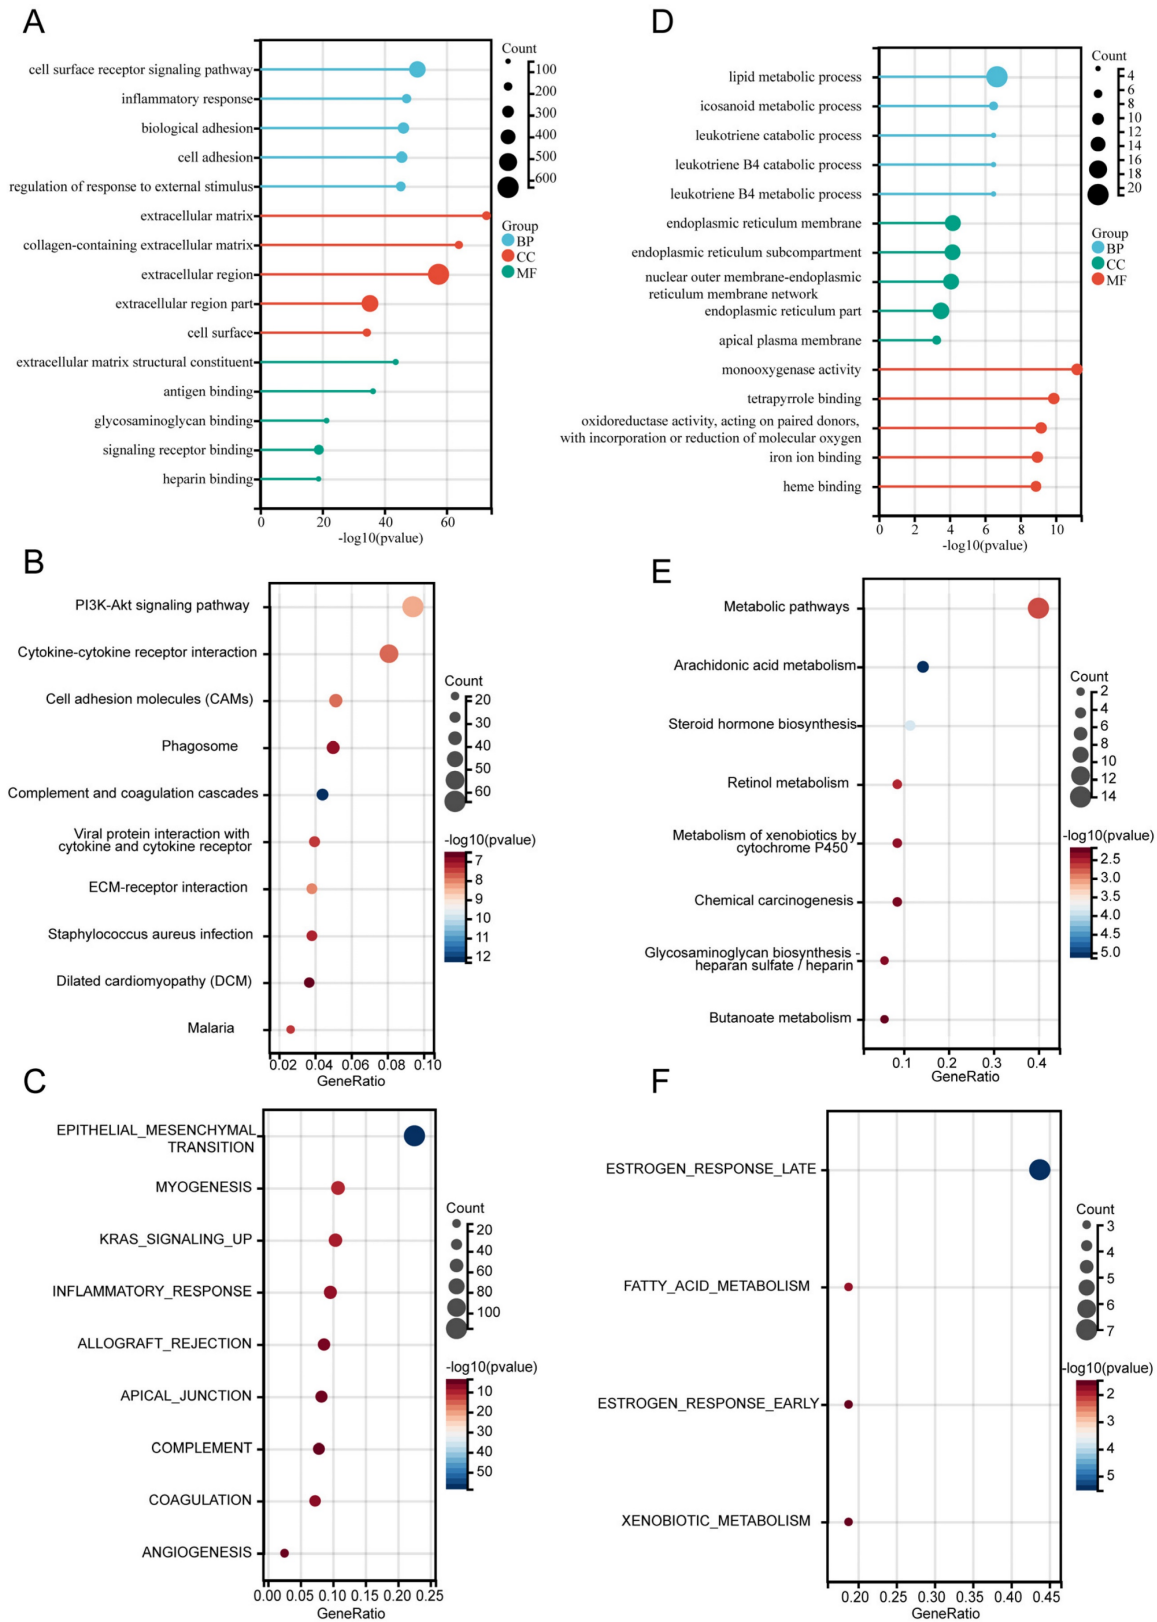 A
cell surface receptor signaling pathway
inflammatory response
biological adhesion
cell adhesion
regulation of response to external stimulus
extracellular matrix
collagen-containing extracellular matrix
extracellular region
extracellular region part
cell surface
extracellular matrix structural constituent
antigen binding
glycosaminoglycan binding
signaling receptor binding
heparin binding
0 20 40 60
-log10(pvalue)
Count
100
200
300
400
500
600
Group
BP
CC
MF
D
lipid metabolic process
icosanoid metabolic process
leukotriene catabolic process
leukotriene B4 catabolic process
leukotriene B4 metabolic process
endoplasmic reticulum membrane
endoplasmic reticulum subcompartment
nuclear outer membrane-endoplasmic
reticulum membrane network
endoplasmic reticulum part
apical plasma membrane
monooxygenase activity
tetrapyrrole binding
oxidoreductase activity, acting on paired donors,
with incorporation or reduction of molecular oxygen
iron ion binding
heme binding
0 2 4 6 8 10
-log10(pvalue)
Count
4
6
8
10
12
14
16
18
20
Group
BP
CC
MF
B
PI3K-Akt signaling pathway
Cytokine-cytokine receptor interaction
Cell adhesion molecules (CAMs)
Phagosome
Complement and coagulation cascades
Viral protein interaction with
cytokine and cytokine receptor
ECM-receptor interaction
Staphylococcus aureus infection
Dilated cardiomyopathy (DCM)
Malaria
0.02 0.04 0.06 0.08 0.10
GeneRatio
Count
20
30
40
50
60
-log10(pvalue)
7
8
9
10
11
12
E
Metabolic pathways
Arachidonic acid metabolism
Steroid hormone biosynthesis
Retinol metabolism
Metabolism of xenobiotics by
cytochrome P450
Chemical carcinogenesis
Glycosaminoglycan biosynthesis -
heparan sulfate / heparin
Butanoate metabolism
0.1 0.2 0.3 0.4
GeneRatio
Count
2
4
6
8
10
12
14
-log10(pvalue)
2.5
3.0
3.5
4.0
4.5
5.0
C
EPITHELIAL_MESENCHYMAL
TRANSITION
MYOGENESIS
KRAS_SIGNALING_UP
INFLAMMATORY_RESPONSE
ALLOGRAFT_REJECTION
APICAL_JUNCTION
COMPLEMENT
COAGULATION
ANGIOGENESIS
0.00 0.05 0.10 0.15 0.20 0.25
GeneRatio
Count
20
40
60
80
100
-log10(pvalue)
10
20
30
40
50
F
ESTROGEN_RESPONSE_LATE
FATTY_ACID_METABOLISM
ESTROGEN_RESPONSE_EARLY
XENOBIOTIC_METABOLISM
0.20 0.25 0.30 0.35 0.40 0.45
GeneRatio
Count
3
4
5
6
7
-log10(pvalue)
2
3
4
5